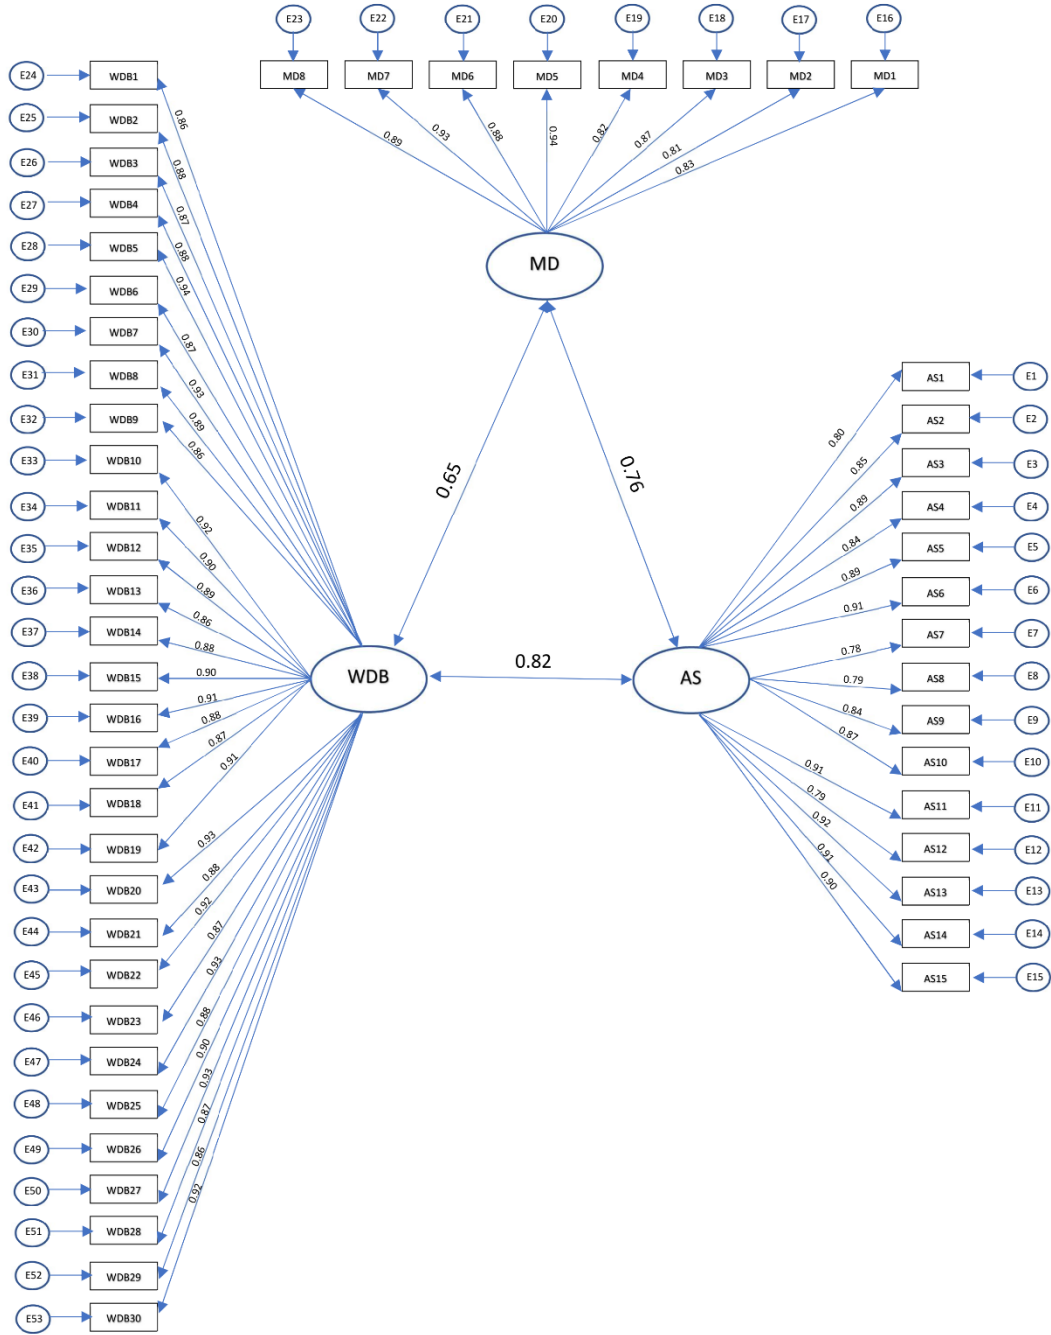 E23 E22 E21 E20 E19 E18 E17 E16
MD8 MD7 MD6 MD5 MD4 MD3 MD2 MD1
0.89 0.93 0.88 0.94 0.82 0.87 0.81 0.83
MD
E24 WDB1 0.86
E25 WDB2 0.88
E26 WDB3 0.87
E27 WDB4 0.88
E28 WDB5 0.94
E29 WDB6 0.87
E30 WDB7 0.93
E31 WDB8 0.89
E32 WDB9 0.86
E33 WDB10 0.92
E34 WDB11 0.90
E35 WDB12 0.89
E36 WDB13 0.86
E37 WDB14 0.88
E38 WDB15 0.90
E39 WDB16 0.91
E40 WDB17 0.88
E41 WDB18 0.87
E42 WDB19 0.91
E43 WDB20 0.93
E44 WDB21 0.88
E45 WDB22 0.92
E46 WDB23 0.87
E47 WDB24 0.93
E48 WDB25 0.88
E49 WDB26 0.90
E50 WDB27 0.93
E51 WDB28 0.87
E52 WDB29 0.86
E53 WDB30 0.92
0.65
0.76
WDB
0.82
AS
0.80 AS1 E1
0.85 AS2 E2
0.89 AS3 E3
0.84 AS4 E4
0.89 AS5 E5
0.91 AS6 E6
0.78 AS7 E7
0.79 AS8 E8
0.84 AS9 E9
0.87 AS10 E10
0.91 AS11 E11
0.79 AS12 E12
0.92 AS13 E13
0.91 AS14 E14
0.90 AS15 E15